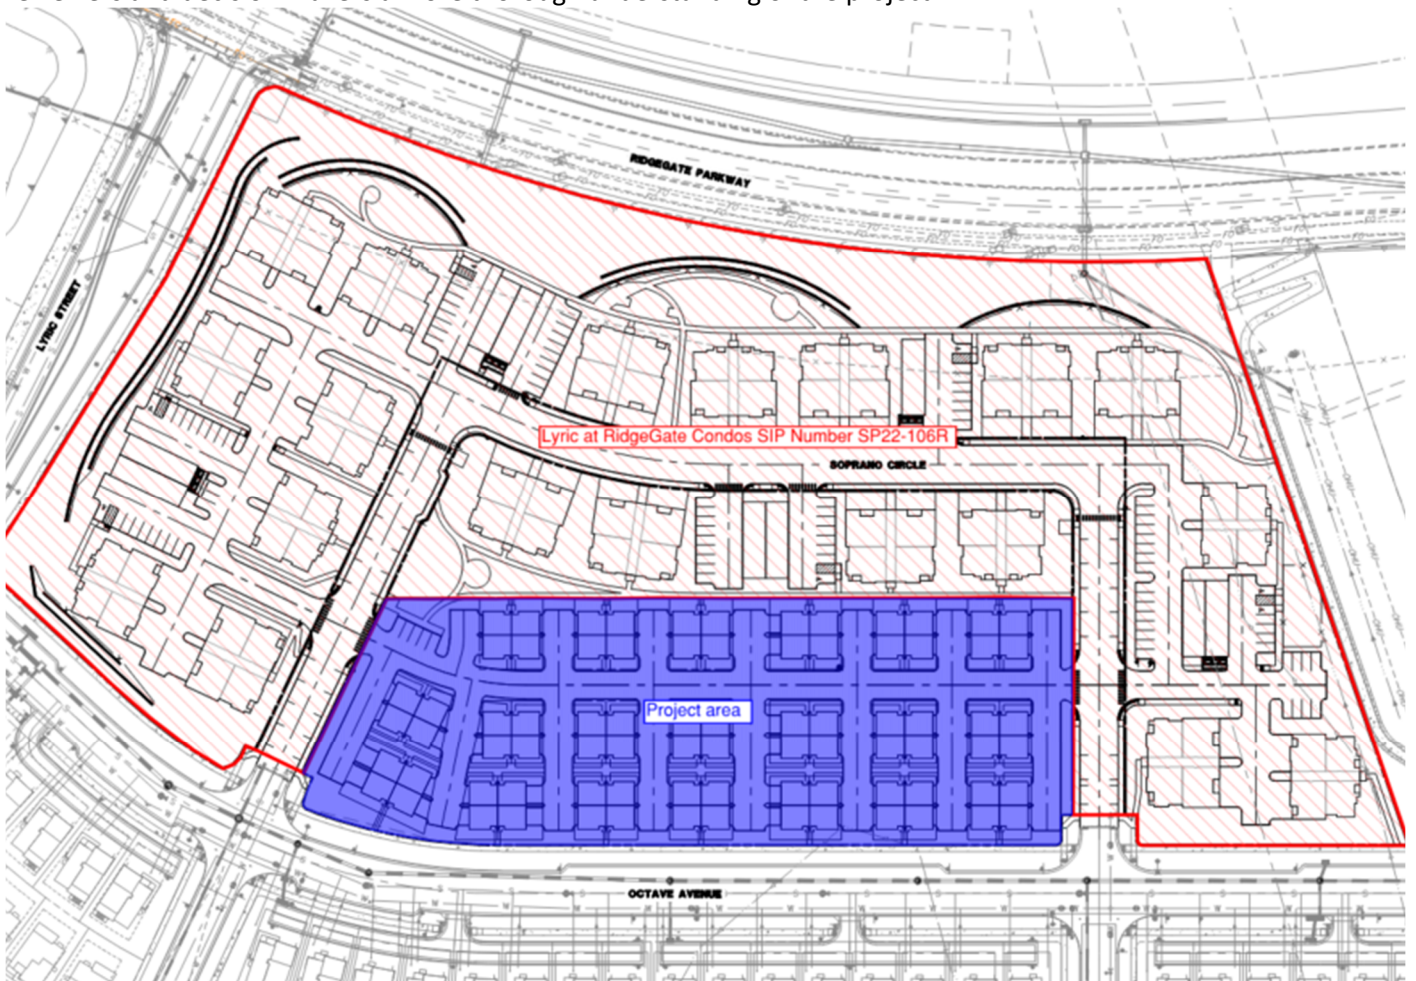 RIDGEGATE PARKWAY
LYRIC STREET
Lyric at RidgeGate Condos SIP Number SP22-106R
SOPRANO CIRCLE
Project area
OCTAVE AVENUE